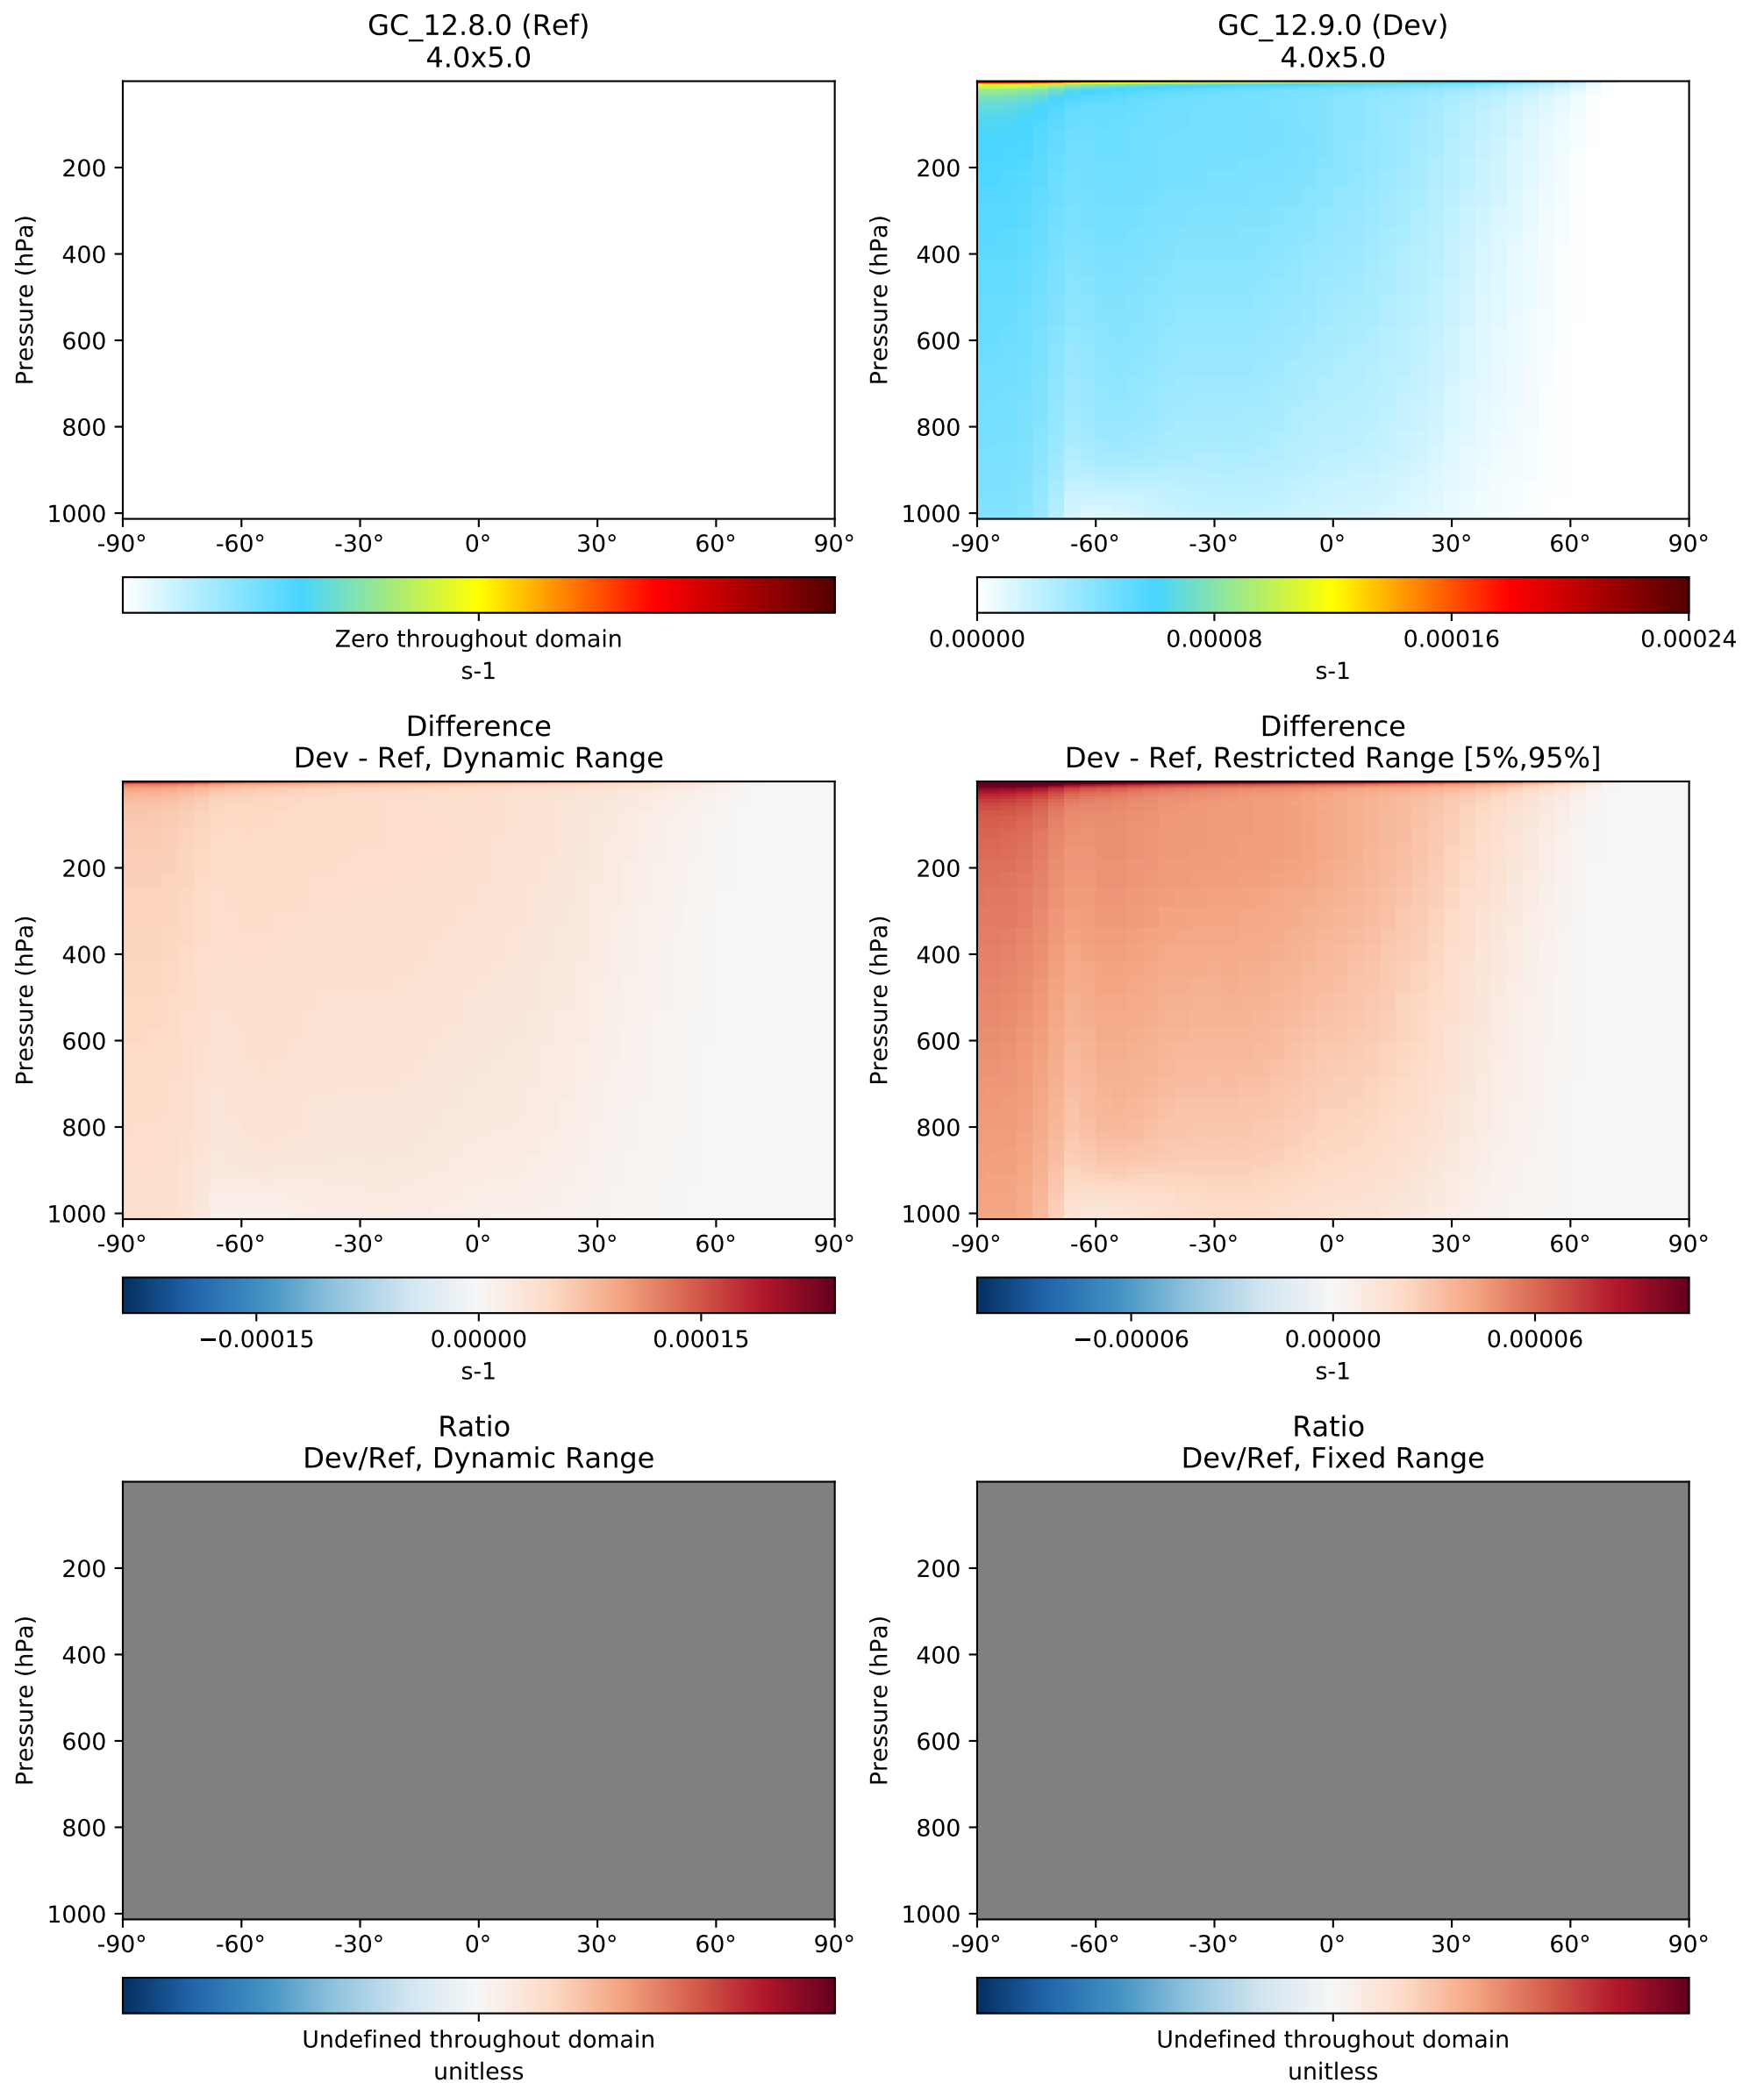 GC_12.8.0 (Ref)
4.0x5.0
Pressure (hPa)
200
400
600
800
1000
-90° -60° -30° 0° 30° 60° 90°
Zero throughout domain
s-1
GC_12.9.0 (Dev)
4.0x5.0
Pressure (hPa)
200
400
600
800
1000
-90° -60° -30° 0° 30° 60° 90°
0.00000 0.00008 0.00016 0.00024
s-1
Difference
Dev - Ref, Dynamic Range
Pressure (hPa)
200
400
600
800
1000
-90° -60° -30° 0° 30° 60° 90°
−0.00015 0.00000 0.00015
s-1
Difference
Dev - Ref, Restricted Range [5%,95%]
Pressure (hPa)
200
400
600
800
1000
-90° -60° -30° 0° 30° 60° 90°
−0.00006 0.00000 0.00006
s-1
Ratio
Dev/Ref, Dynamic Range
Pressure (hPa)
200
400
600
800
1000
-90° -60° -30° 0° 30° 60° 90°
Undefined throughout domain
unitless
Ratio
Dev/Ref, Fixed Range
Pressure (hPa)
200
400
600
800
1000
-90° -60° -30° 0° 30° 60° 90°
Undefined throughout domain
unitless